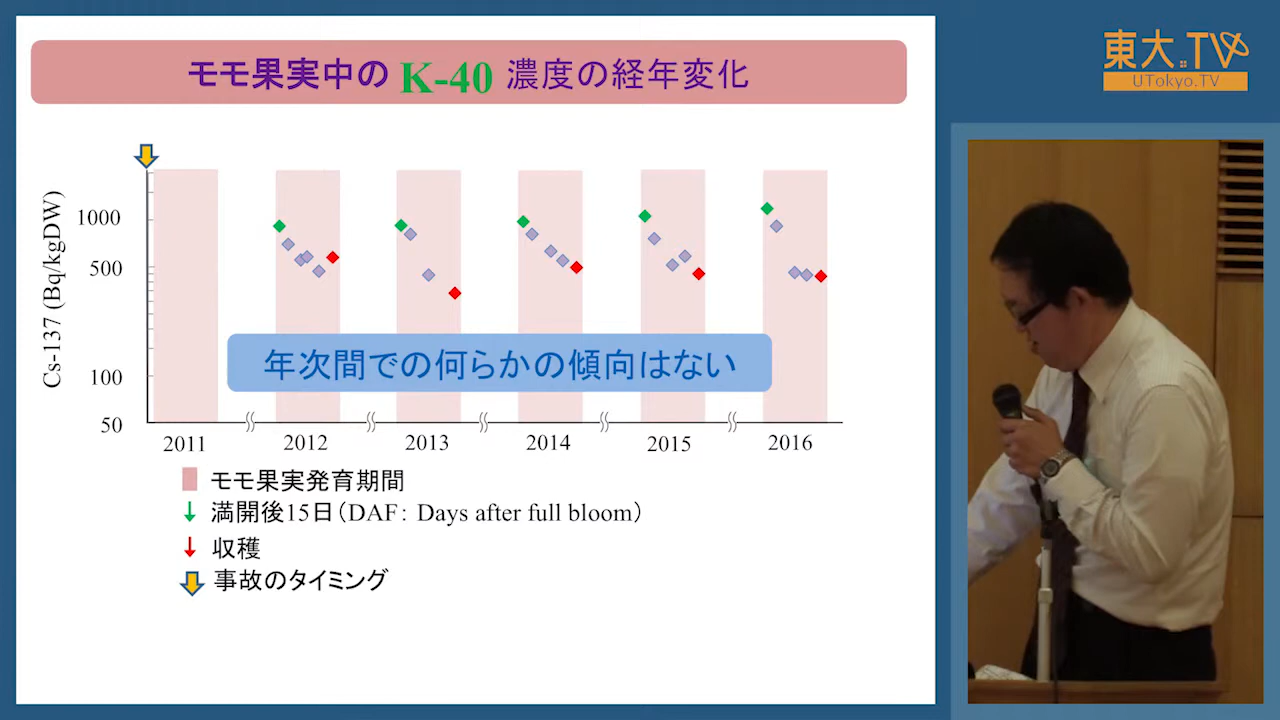 モモ果実中の K-40 濃度の経年変化
東大.TV
UTokyo.TV
Cs-137 (Bq/kgDW)
1000
500
100
50
年次間での何らかの傾向はない
2011 2012 2013 2014 2015 2016
モモ果実発育期間
↓ 満開後15日(DAF: Days after full bloom)
↓ 収穫
事故のタイミング